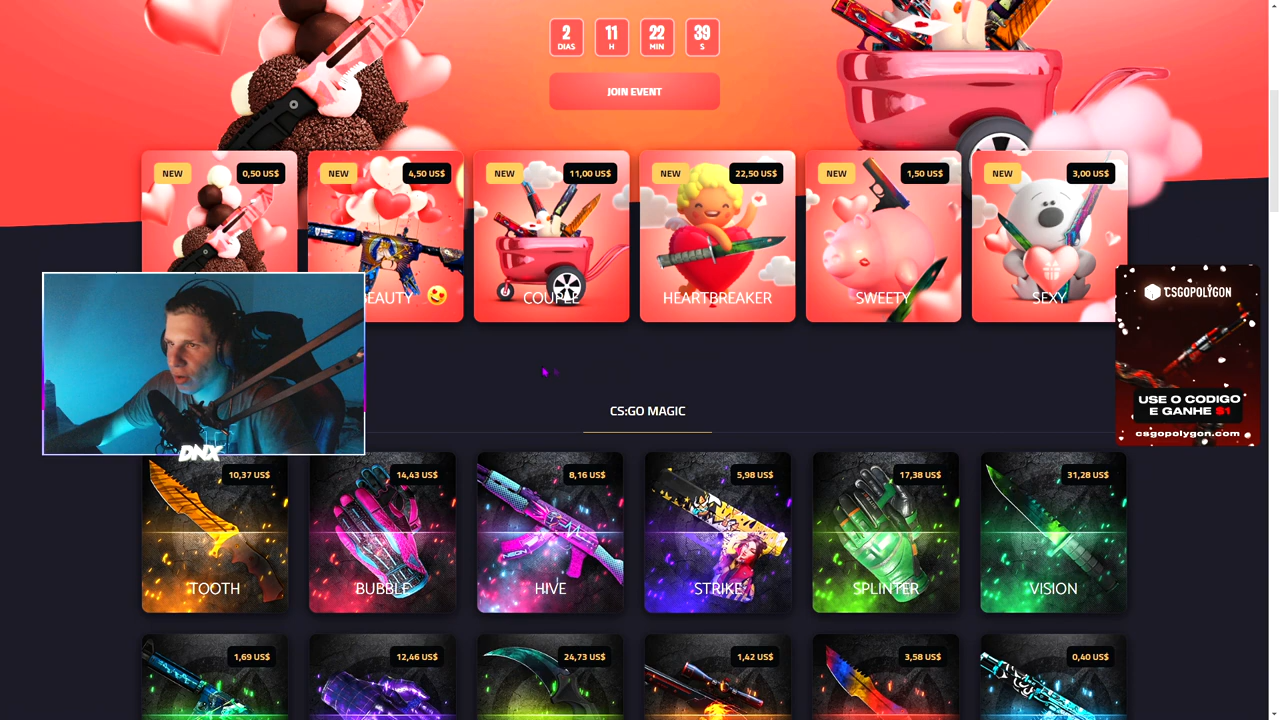 2
DIAS
11
H
22
MIN
39
S
JOIN EVENT
NEW
0,50 US$
NEW
4,50 US$
NEW
11,00 US$
NEW
22,50 US$
NEW
1,50 US$
NEW
3,00 US$
EAUTY
COUPLE
HEARTBREAKER
SWEETY
SEXY
CSGOPOLYGON
USE O CODIGO
E GANHE $1
csgopolygon.com
DNX
CS:GO MAGIC
10,37 US$
14,43 US$
8,16 US$
5,98 US$
17,38 US$
31,28 US$
TOOTH
BUBBLE
HIVE
STRIKE
SPLINTER
VISION
1,69 US$
12,46 US$
24,73 US$
1,42 US$
3,58 US$
0,40 US$